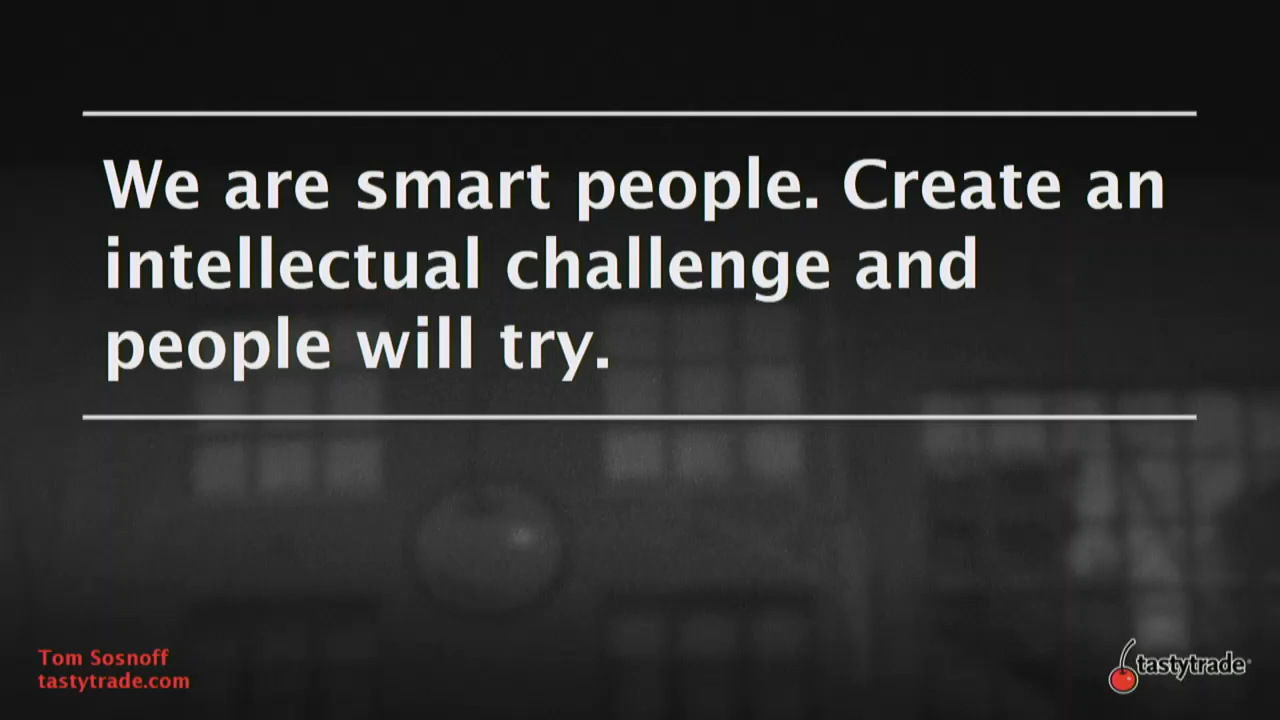 We are smart people. Create an
intellectual challenge and
people will try.
Tom Sosnoff
tastytrade.com
tastytrade